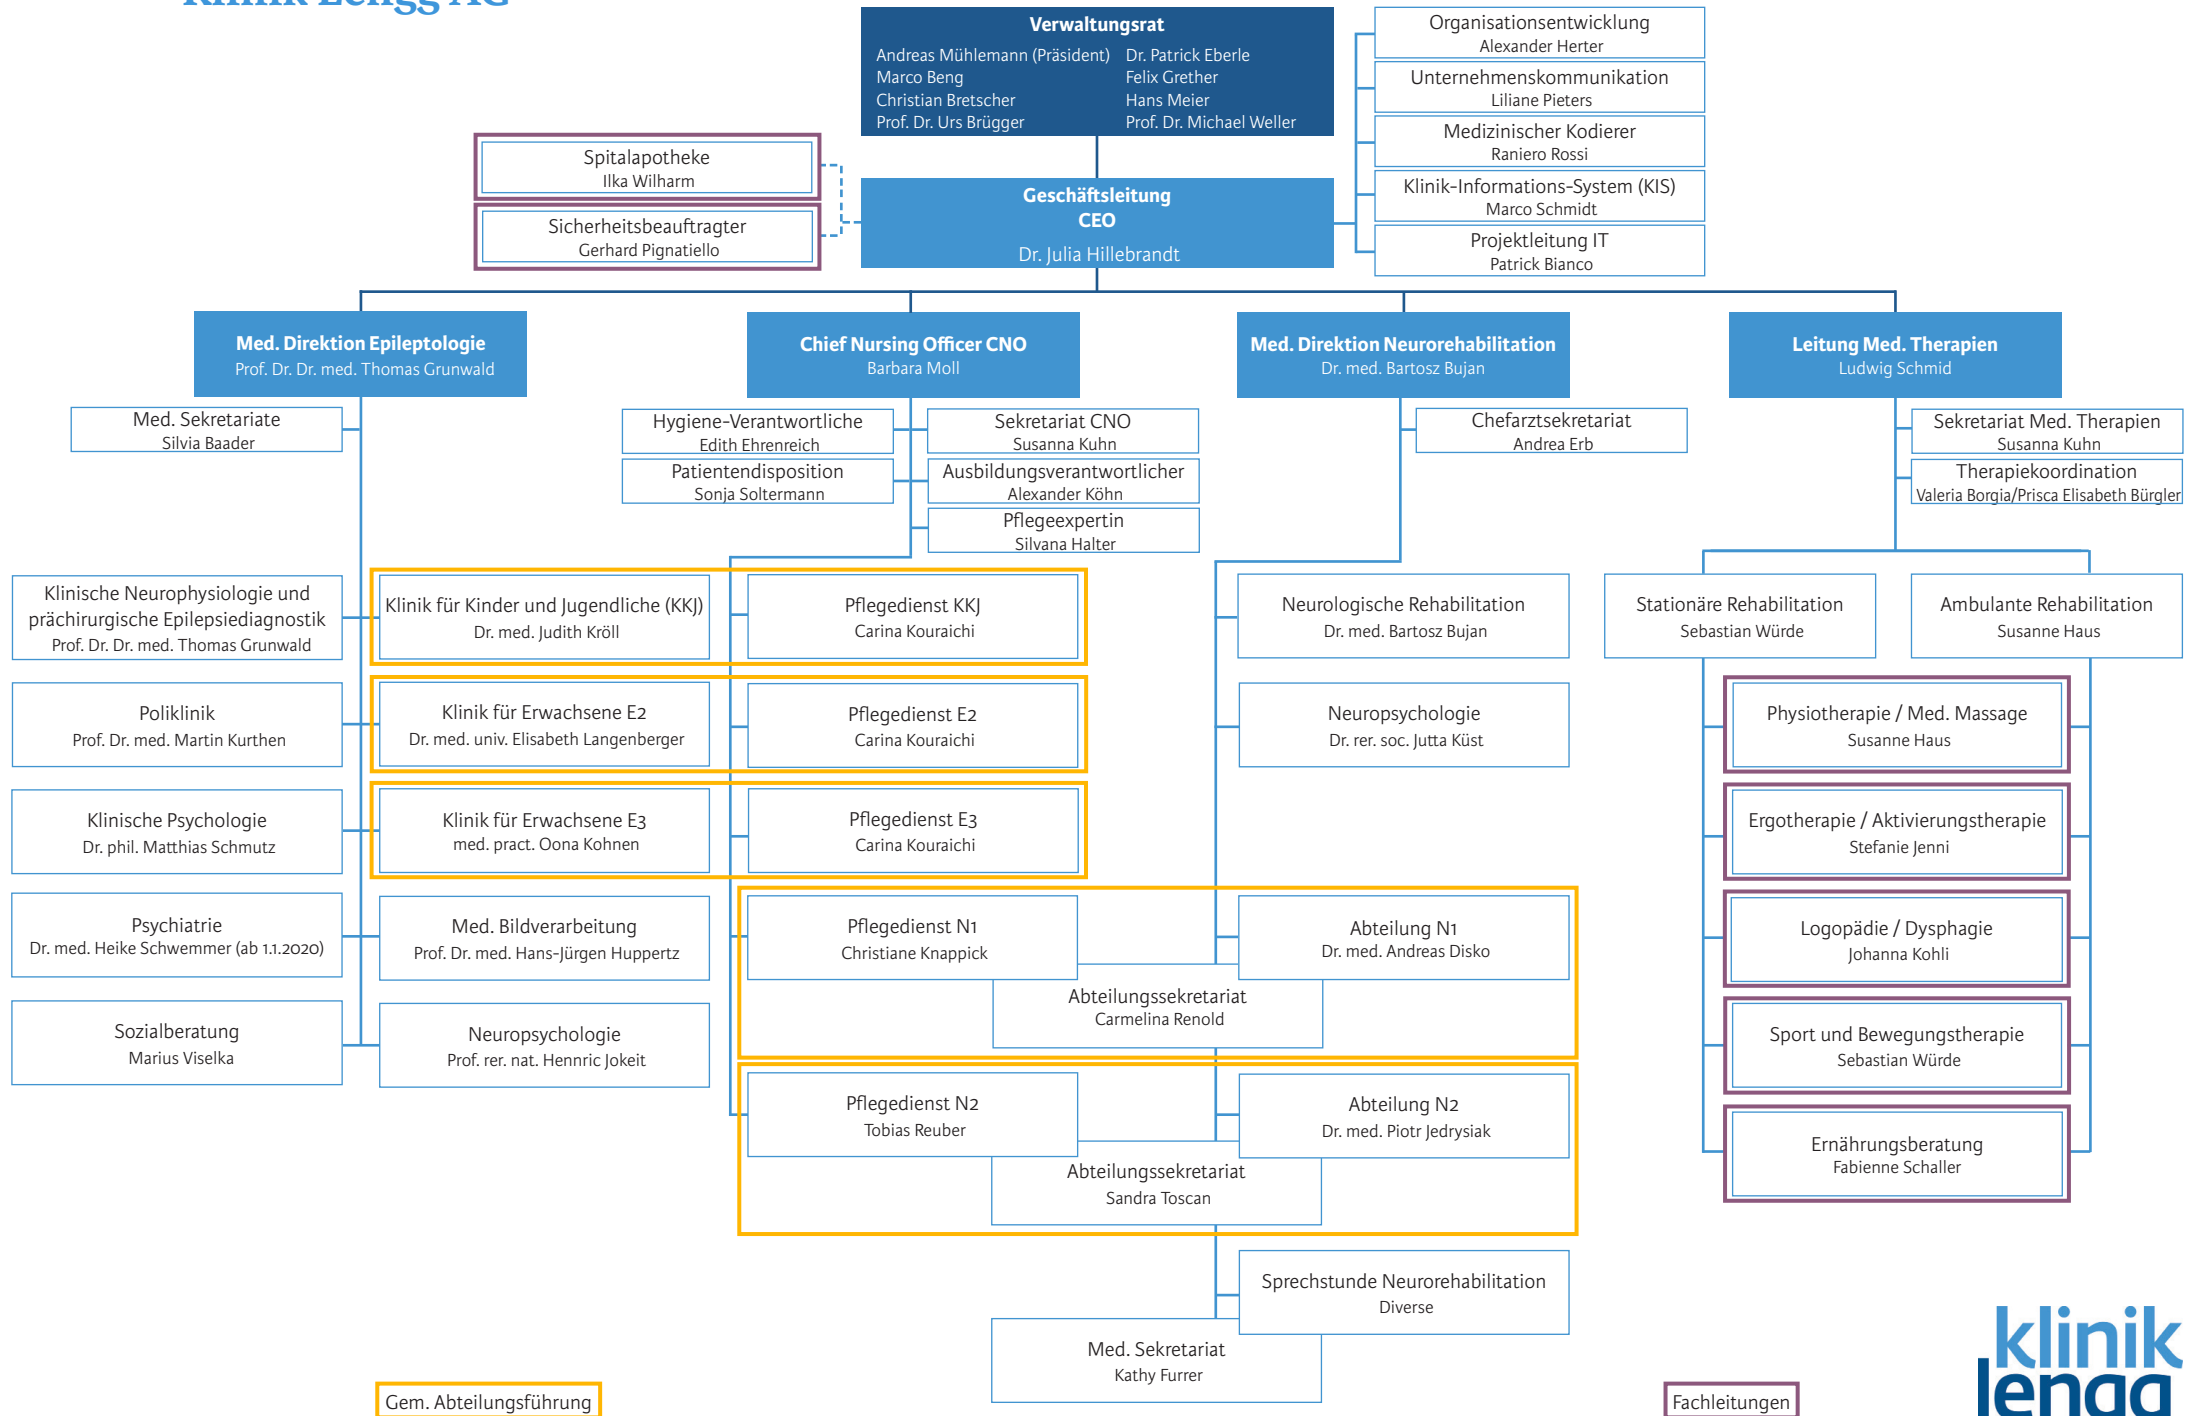 Klinik Lengg AG
Verwaltungsrat
Andreas Mühlemann (Präsident)
Marco Beng
Christian Bretscher
Prof. Dr. Urs Brügger
Dr. Patrick Eberle
Felix Grether
Hans Meier
Prof. Dr. Michael Weller
Organisationsentwicklung
Alexander Herter
Unternehmenskommunikation
Liliane Pieters
Medizinischer Kodierer
Raniero Rossi
Klinik-Informations-System (KIS)
Marco Schmidt
Projektleitung IT
Patrick Bianco
Spitalapotheke
Ilka Wilharm
Sicherheitsbeauftragter
Gerhard Pignatiello
Geschäftsleitung
CEO
Dr. Julia Hillebrandt
Med. Direktion Epileptologie
Prof. Dr. Dr. med. Thomas Grunwald
Chief Nursing Officer CNO
Barbara Moll
Med. Direktion Neurorehabilitation
Dr. med. Bartosz Bujan
Leitung Med. Therapien
Ludwig Schmid
Med. Sekretariate
Silvia Baader
Hygiene-Verantwortliche
Edith Ehrenreich
Sekretariat CNO
Susanna Kuhn
Patientendisposition
Sonja Soltermann
Ausbildungsverantwortlicher
Alexander Köhn
Pflegeexpertin
Silvana Halter
Chefarztsekretariat
Andrea Erb
Sekretariat Med. Therapien
Susanna Kuhn
Therapiekoordination
Valeria Borgia/Prisca Elisabeth Bürgler
Klinische Neurophysiologie und
prächirurgische Epilepsiediagnostik
Prof. Dr. Dr. med. Thomas Grunwald
Klinik für Kinder und Jugendliche (KKJ)
Dr. med. Judith Kröll
Pflegedienst KKJ
Carina Kouraichi
Neurologische Rehabilitation
Dr. med. Bartosz Bujan
Stationäre Rehabilitation
Sebastian Würde
Ambulante Rehabilitation
Susanne Haus
Poliklinik
Prof. Dr. med. Martin Kurthen
Klinik für Erwachsene E2
Dr. med. univ. Elisabeth Langenberger
Pflegedienst E2
Carina Kouraichi
Neuropsychologie
Dr. rer. soc. Jutta Küst
Physiotherapie / Med. Massage
Susanne Haus
Klinische Psychologie
Dr. phil. Matthias Schmutz
Klinik für Erwachsene E3
med. pract. Oona Kohnen
Pflegedienst E3
Carina Kouraichi
Ergotherapie / Aktivierungstherapie
Stefanie Jenni
Psychiatrie
Dr. med. Heike Schwemmer (ab 1.1.2020)
Med. Bildverarbeitung
Prof. Dr. med. Hans-Jürgen Huppertz
Pflegedienst N1
Christiane Knappick
Abteilung N1
Dr. med. Andreas Disko
Abteilungssekretariat
Carmelina Renold
Logopädie / Dysphagie
Johanna Kohli
Sozialberatung
Marius Viselka
Neuropsychologie
Prof. rer. nat. Hennric Jokeit
Sport und Bewegungstherapie
Sebastian Würde
Pflegedienst N2
Tobias Reuber
Abteilung N2
Dr. med. Piotr Jedrysiak
Abteilungssekretariat
Sandra Toscan
Ernährungsberatung
Fabienne Schaller
Sprechstunde Neurorehabilitation
Diverse
Med. Sekretariat
Kathy Furrer
Gem. Abteilungsführung
Fachleitungen
klinik
lengg